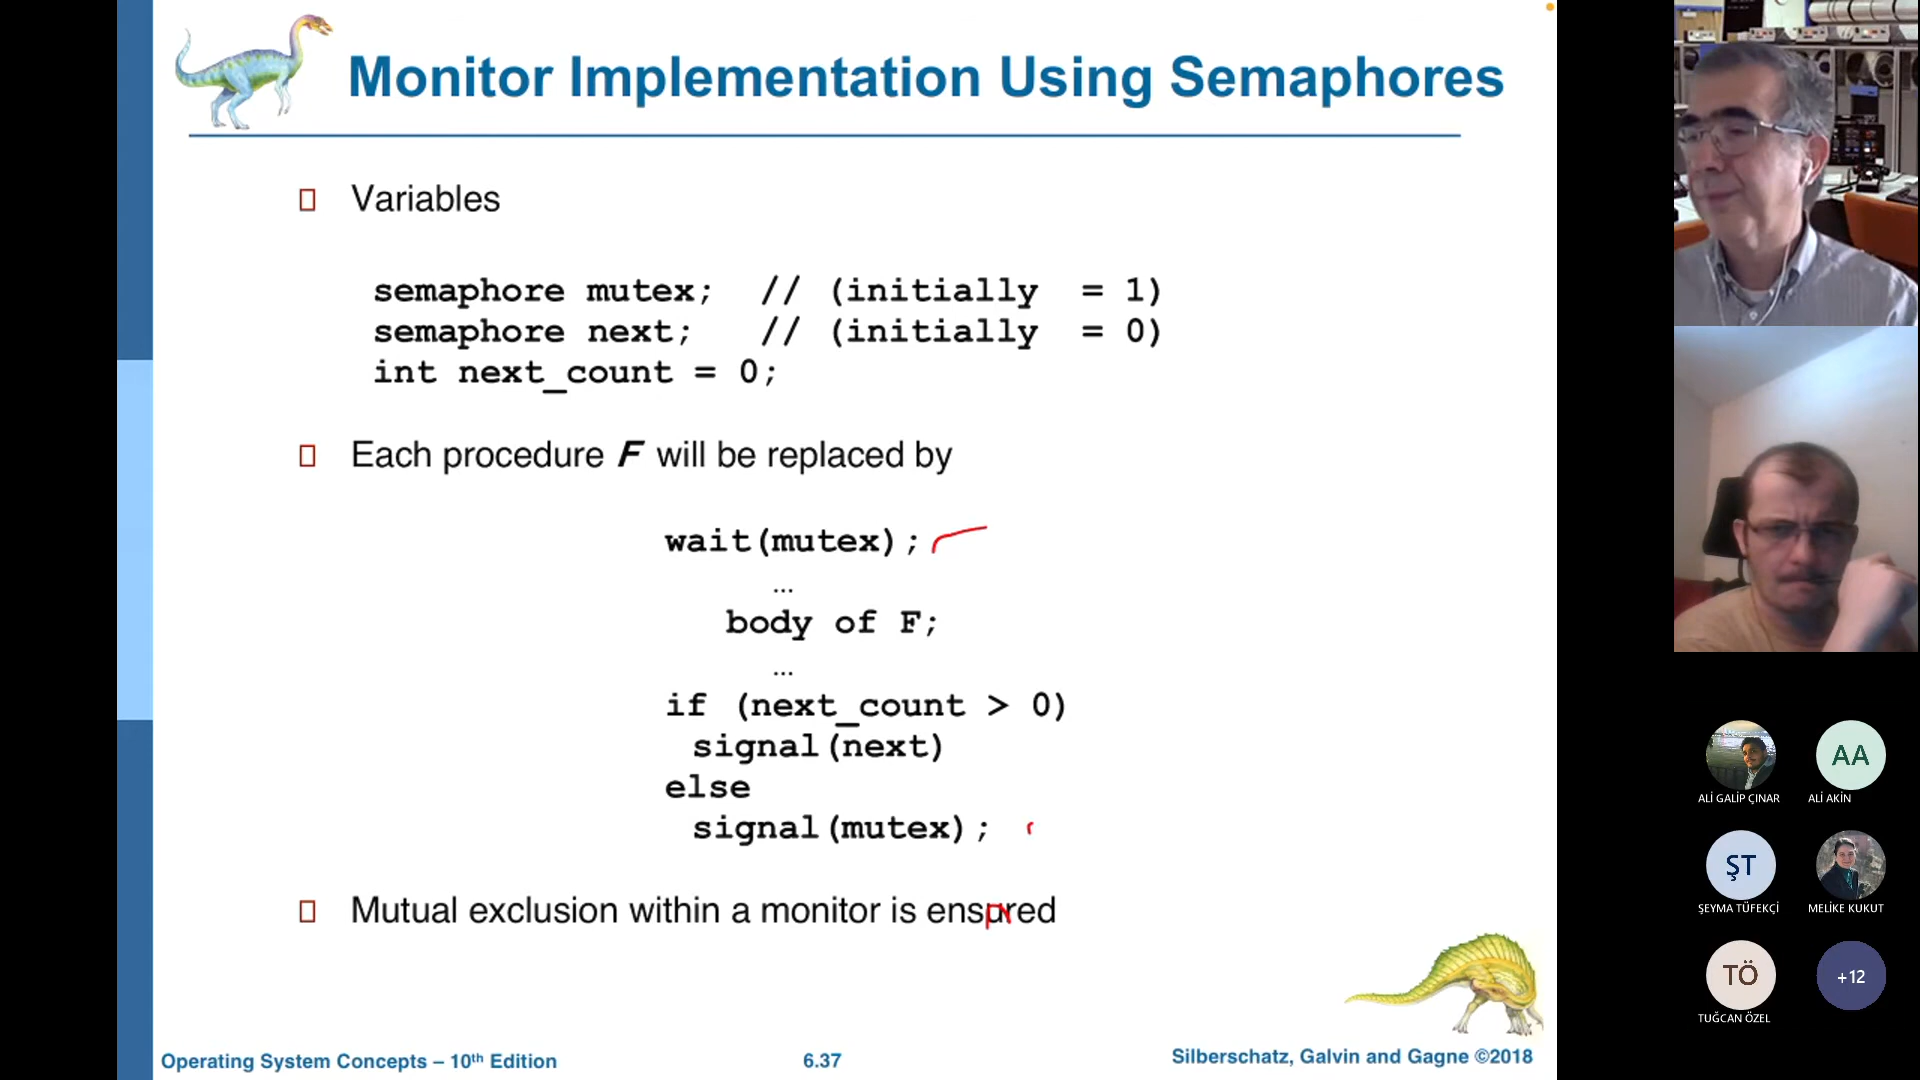 Monitor Implementation Using Semaphores
Variables
semaphore mutex; // (initially = 1)
semaphore next; // (initially = 0)
int next_count = 0;
Each procedure F will be replaced by
wait(mutex);
...
body of F;
...
if (next_count > 0)
signal(next)
else
signal(mutex);
Mutual exclusion within a monitor is ensured
Operating System Concepts – 10th Edition
6.37
Silberschatz, Galvin and Gagne ©2018
AA
ALİ GALİP ÇINAR
ALİ AKİN
ŞT
ŞEYMA TÜFEKÇİ
MELİKE KUKUT
TÖ
+12
TUĞCAN ÖZEL